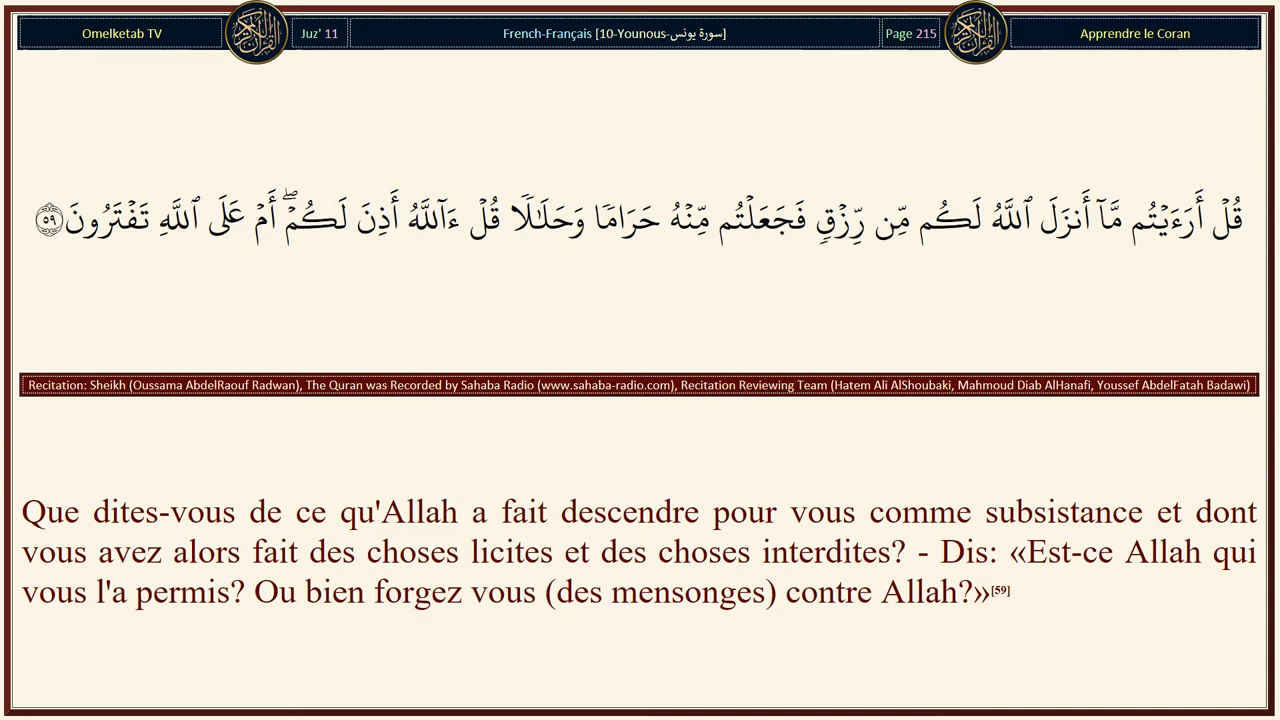 Omelketab TV
Juz' 11
French-Français [10-Younous-سورة يونس]
Page 215
Apprendre le Coran
قُلۡ أَرَءَيۡتُم مَّآ أَنزَلَ ٱللَّهُ لَكُم مِّن رِّزۡقٖ فَجَعَلۡتُم مِّنۡهُ حَرَامٗا وَحَلَٰلٗا قُلۡ ءَآللَّهُ أَذِنَ لَكُمۡۖ أَمۡ عَلَى ٱللَّهِ تَفۡتَرُونَ ٥٩
Recitation: Sheikh (Oussama AbdelRaouf Radwan), The Quran was Recorded by Sahaba Radio (www.sahaba-radio.com), Recitation Reviewing Team (Hatem Ali AlShoubaki, Mahmoud Diab AlHanafi, Youssef AbdelFatah Badawi)
Que dites-vous de ce qu'Allah a fait descendre pour vous comme subsistance et dont
vous avez alors fait des choses licites et des choses interdites? - Dis: «Est-ce Allah qui
vous l'a permis? Ou bien forgez vous (des mensonges) contre Allah?»[59]